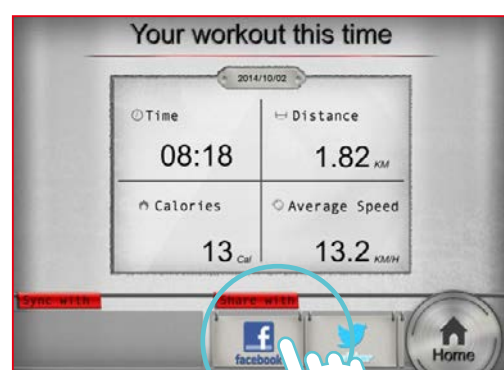 Your workout this time
2014/10/02
Time
Distance
08:18
1.82 KM
Calories
Average Speed
13 Cal
13.2 KM/H
Sync with
Share with
facebook
Home